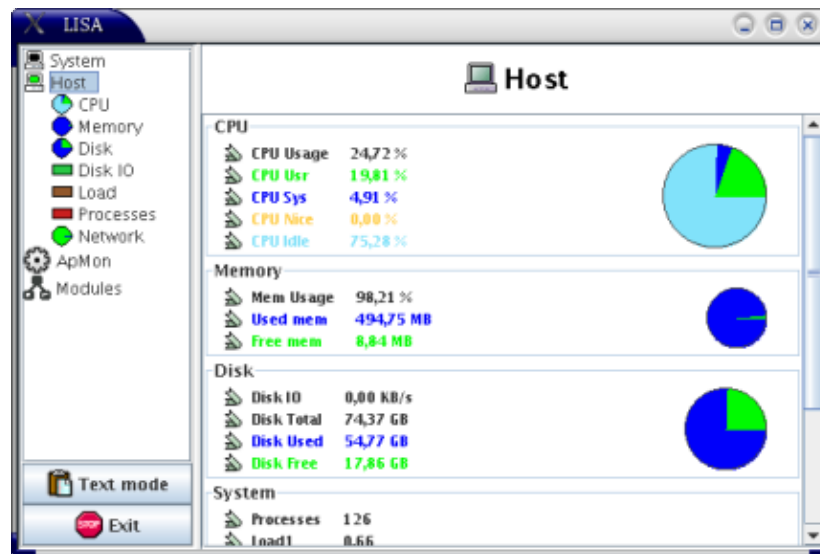 LISA
System
Host
CPU
Memory
Disk
Disk IO
Load
Processes
Network
ApMon
Modules
Text mode
Exit
Host
CPU
CPU Usage 24,72 %
CPU Usr 19,81 %
CPU Sys 4,91 %
CPU Nice 0,00 %
CPU Idle 75,28 %
Memory
Mem Usage 98,21 %
Used mem 494,75 MB
Free mem 8,84 MB
Disk
Disk IO 0,00 KB/s
Disk Total 74,37 GB
Disk Used 54,77 GB
Disk Free 17,86 GB
System
Processes 126
Load1 0.66